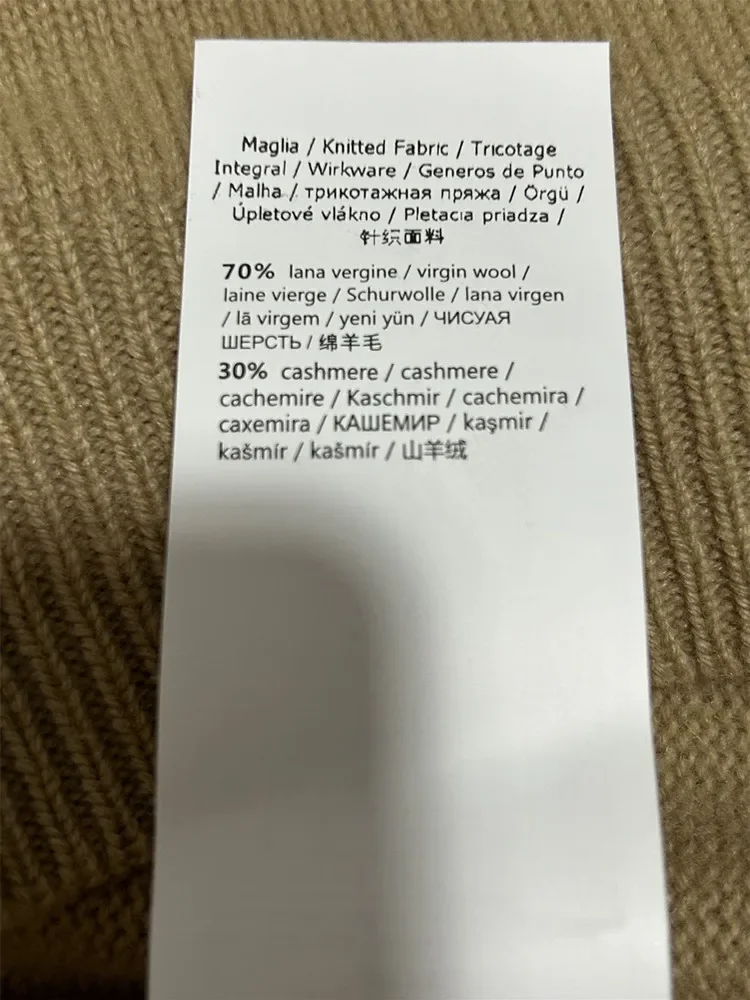 Maglia / Knitted Fabric / Tricotage
Integral / Wirkware / Generos de Punto
/ Malha / трикотажная пряжа / Örgü /
Úpletové vlákno / Pletacia priadza /
针织面料
70% lana vergine / virgin wool /
laine vierge / Schurwolle / lana virgen
/ lã virgem / yeni yün / ЧИСУАЯ
ШЕРСТЬ / 绵羊毛
30% cashmere / cashmere /
cachemire / Kaschmir / cachemira /
caxemira / КАШЕМИР / kaşmir /
kašmír / kašmír / 山羊绒